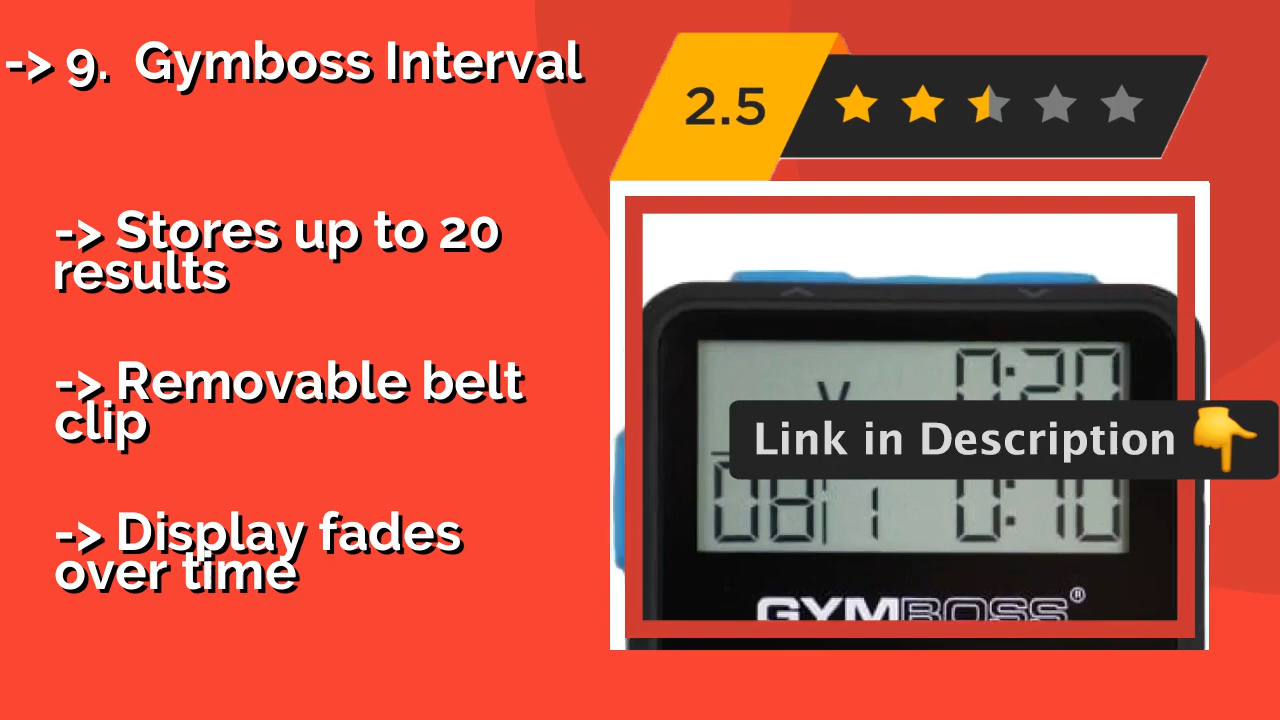 -> 9. Gymboss Interval
2.5
-> Stores up to 20
results
-> Removable belt
clip
-> Display fades
over time
0:20
Link in Description
08 1 0:10
GYMBOSS®